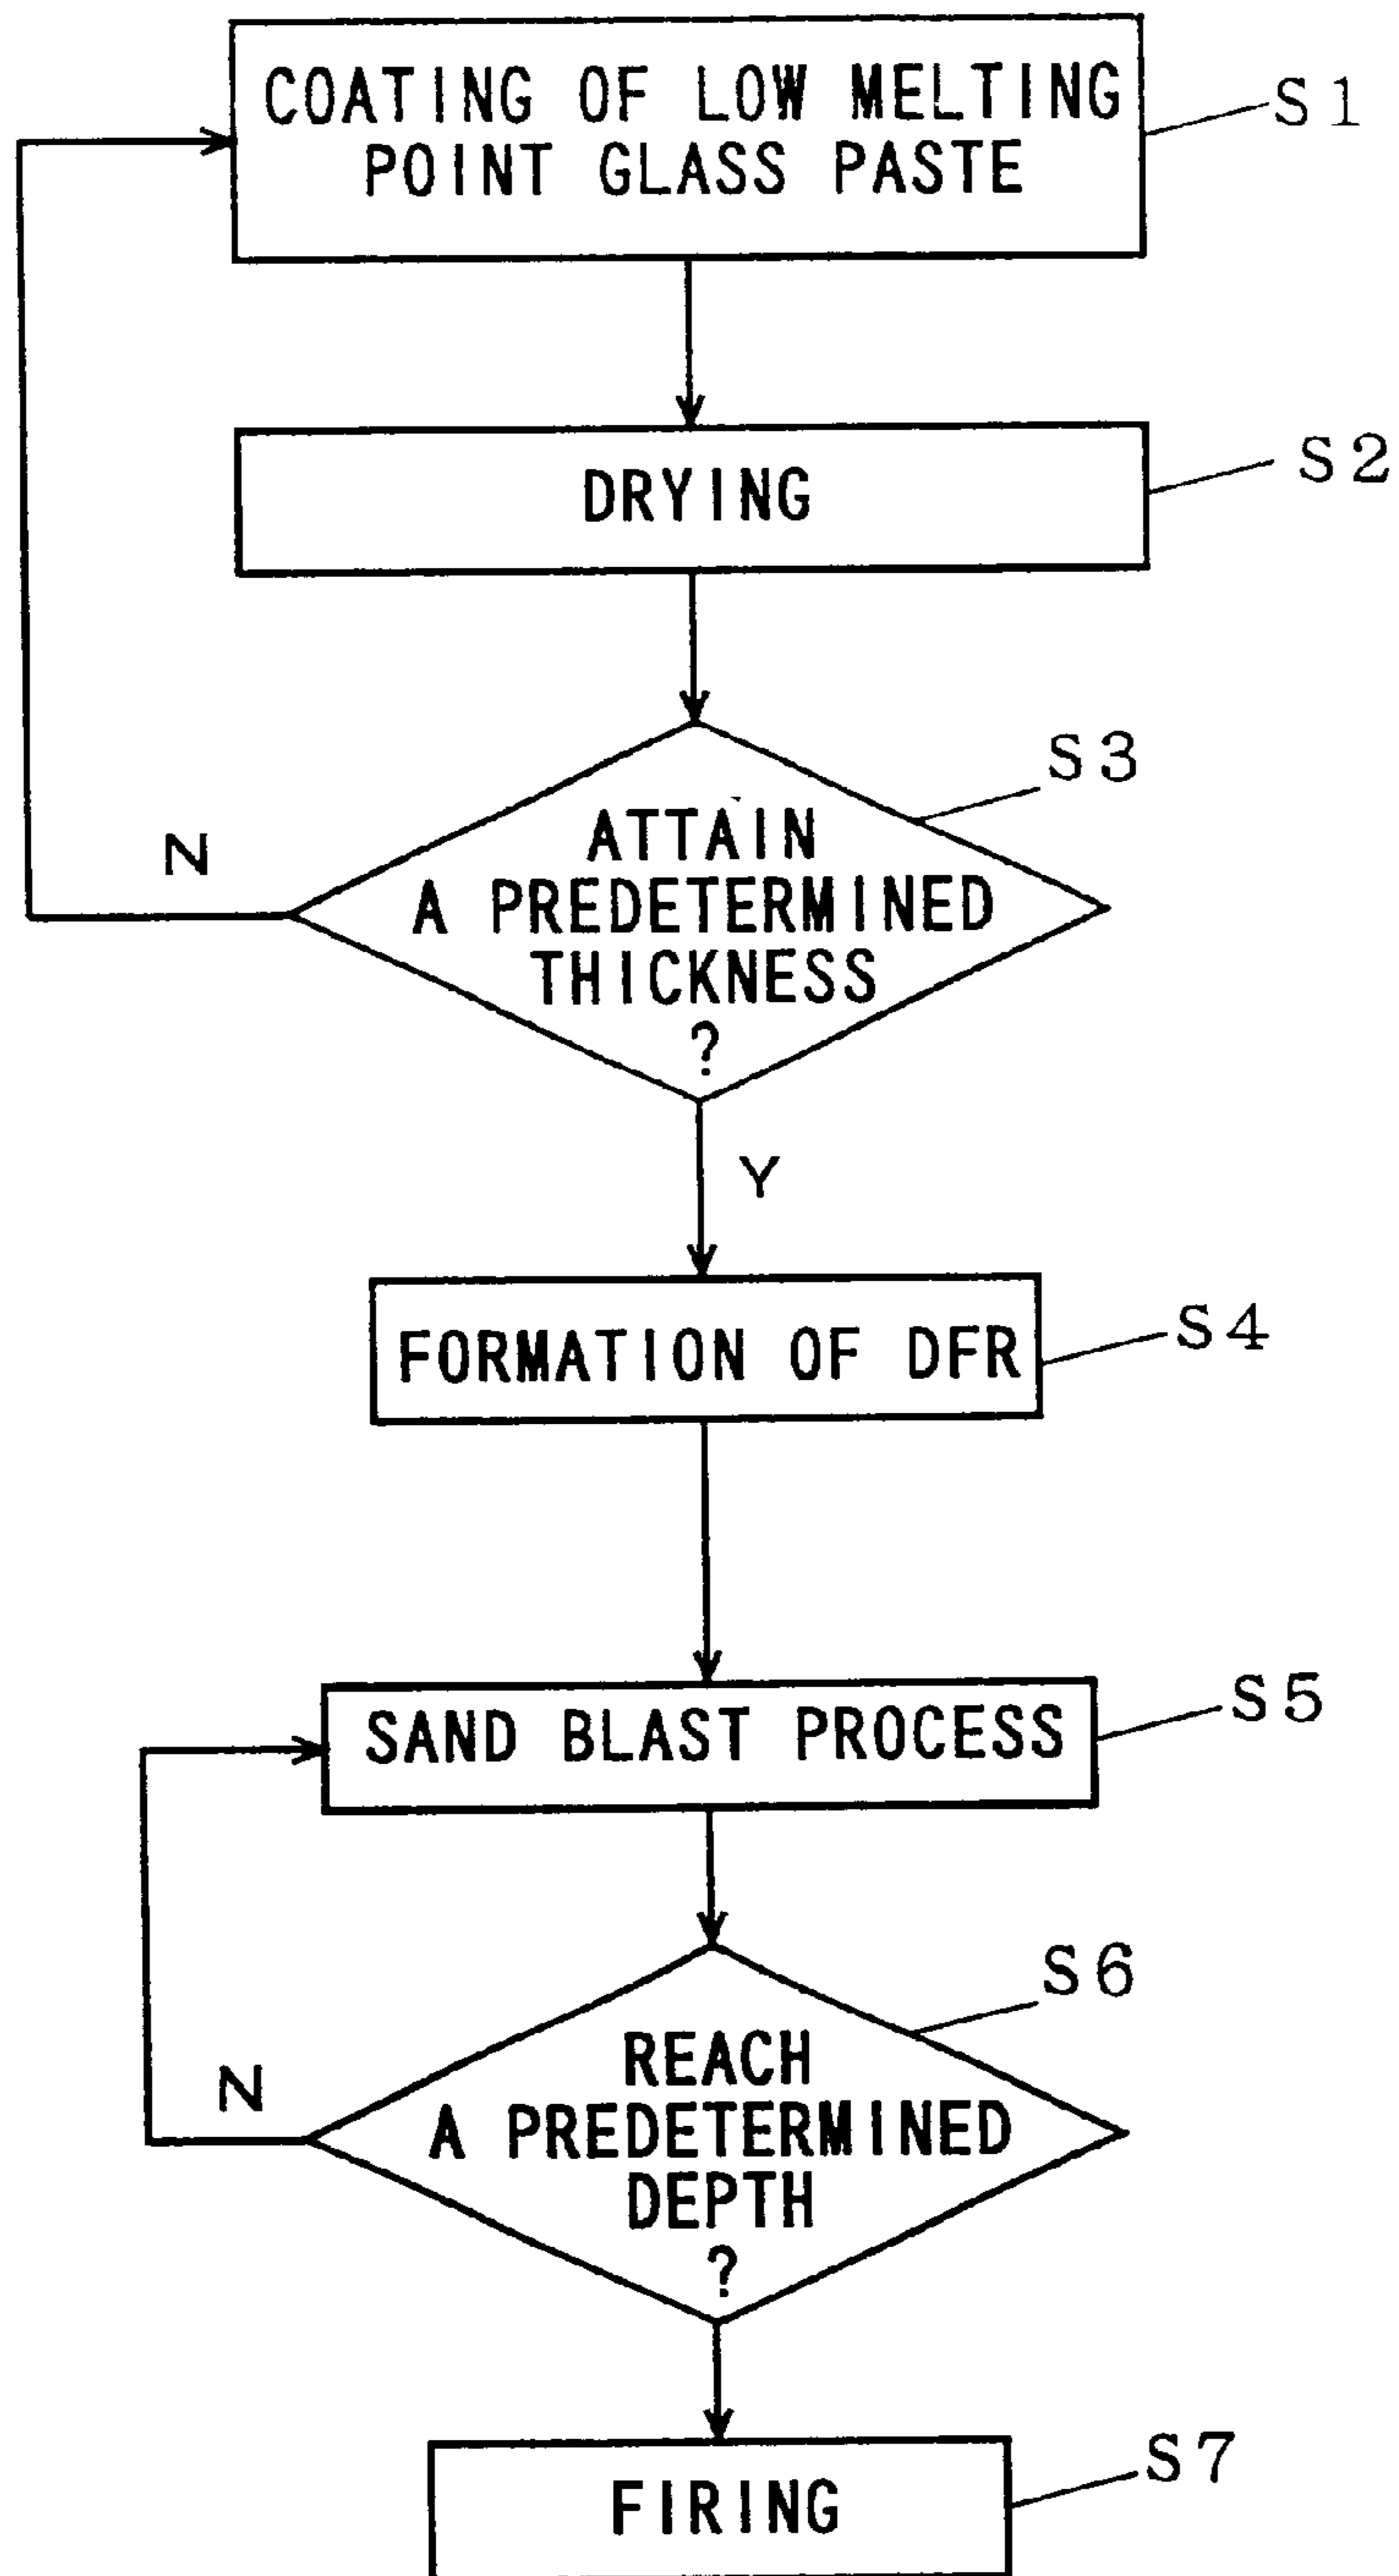 COATING OF LOW MELTING
POINT GLASS PASTE
S1
DRYING
S2
S3
ATTAIN
A PREDETERMINED
THICKNESS
?
N
Y
FORMATION OF DFR
S4
SAND BLAST PROCESS
S5
S6
REACH
A PREDETERMINED
DEPTH
?
N
FIRING
S7